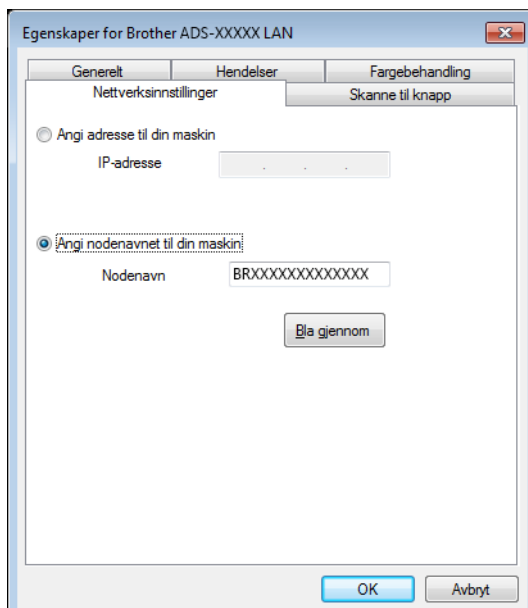 Egenskaper for Brother ADS-XXXXX LAN
Generelt Hendelser Fargebehandling
Nettverksinnstillinger Skanne til knapp
Angi adresse til din maskin
IP-adresse . . .
Angi nodenavnet til din maskin
Nodenavn BRXXXXXXXXXXXXX
Bla gjennom
OK Avbryt